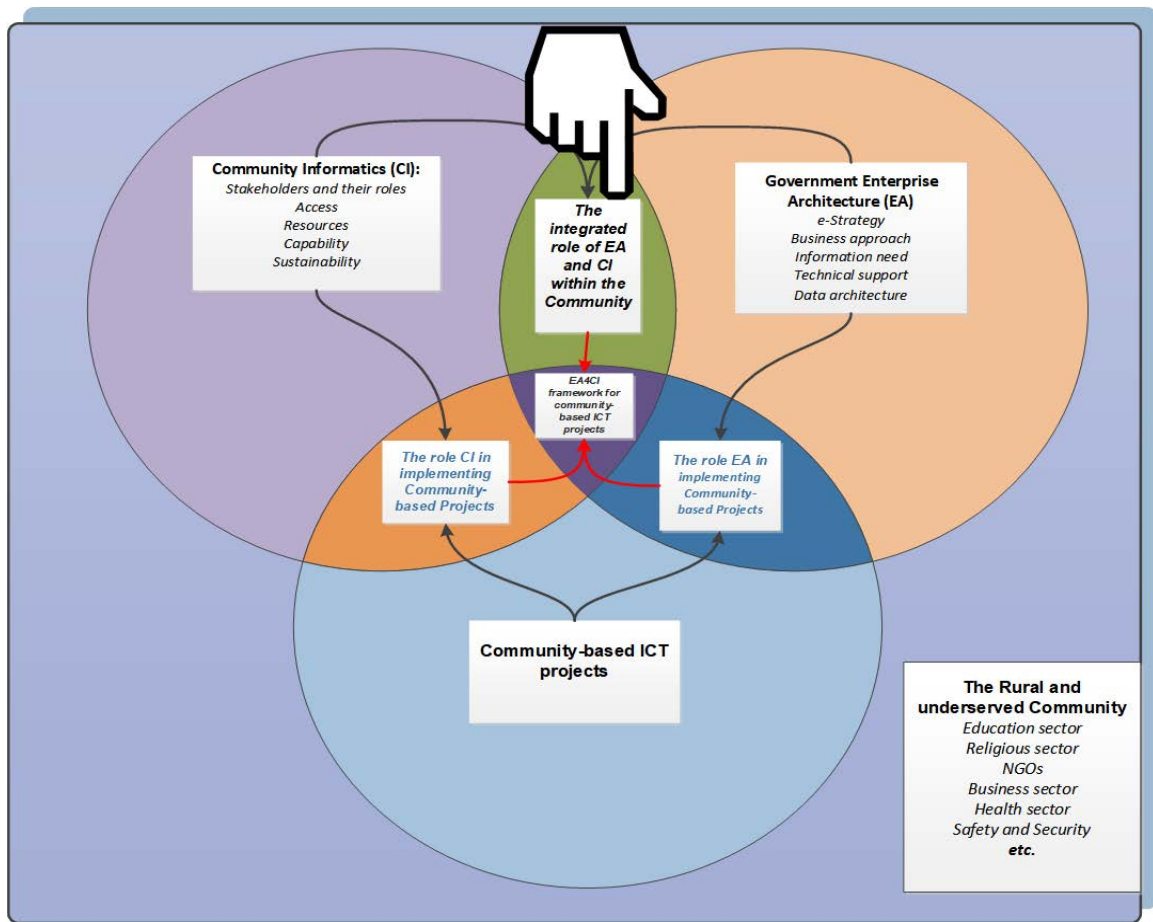 Community Informatics (CI):
Stakeholders and their roles
Access
Resources
Capability
Sustainability
The
integrated
role of EA
and CI
within the
Community
Government Enterprise
Architecture (EA)
e-Strategy
Business approach
Information need
Technical support
Data architecture
EA4CI
framework for
community-
based ICT
projects
The role CI in
implementing
Community-
based Projects
The role EA in
implementing
Community-
based Projects
Community-based ICT
projects
The Rural and
underserved Community
Education sector
Religious sector
NGOs
Business sector
Health sector
Safety and Security
etc.